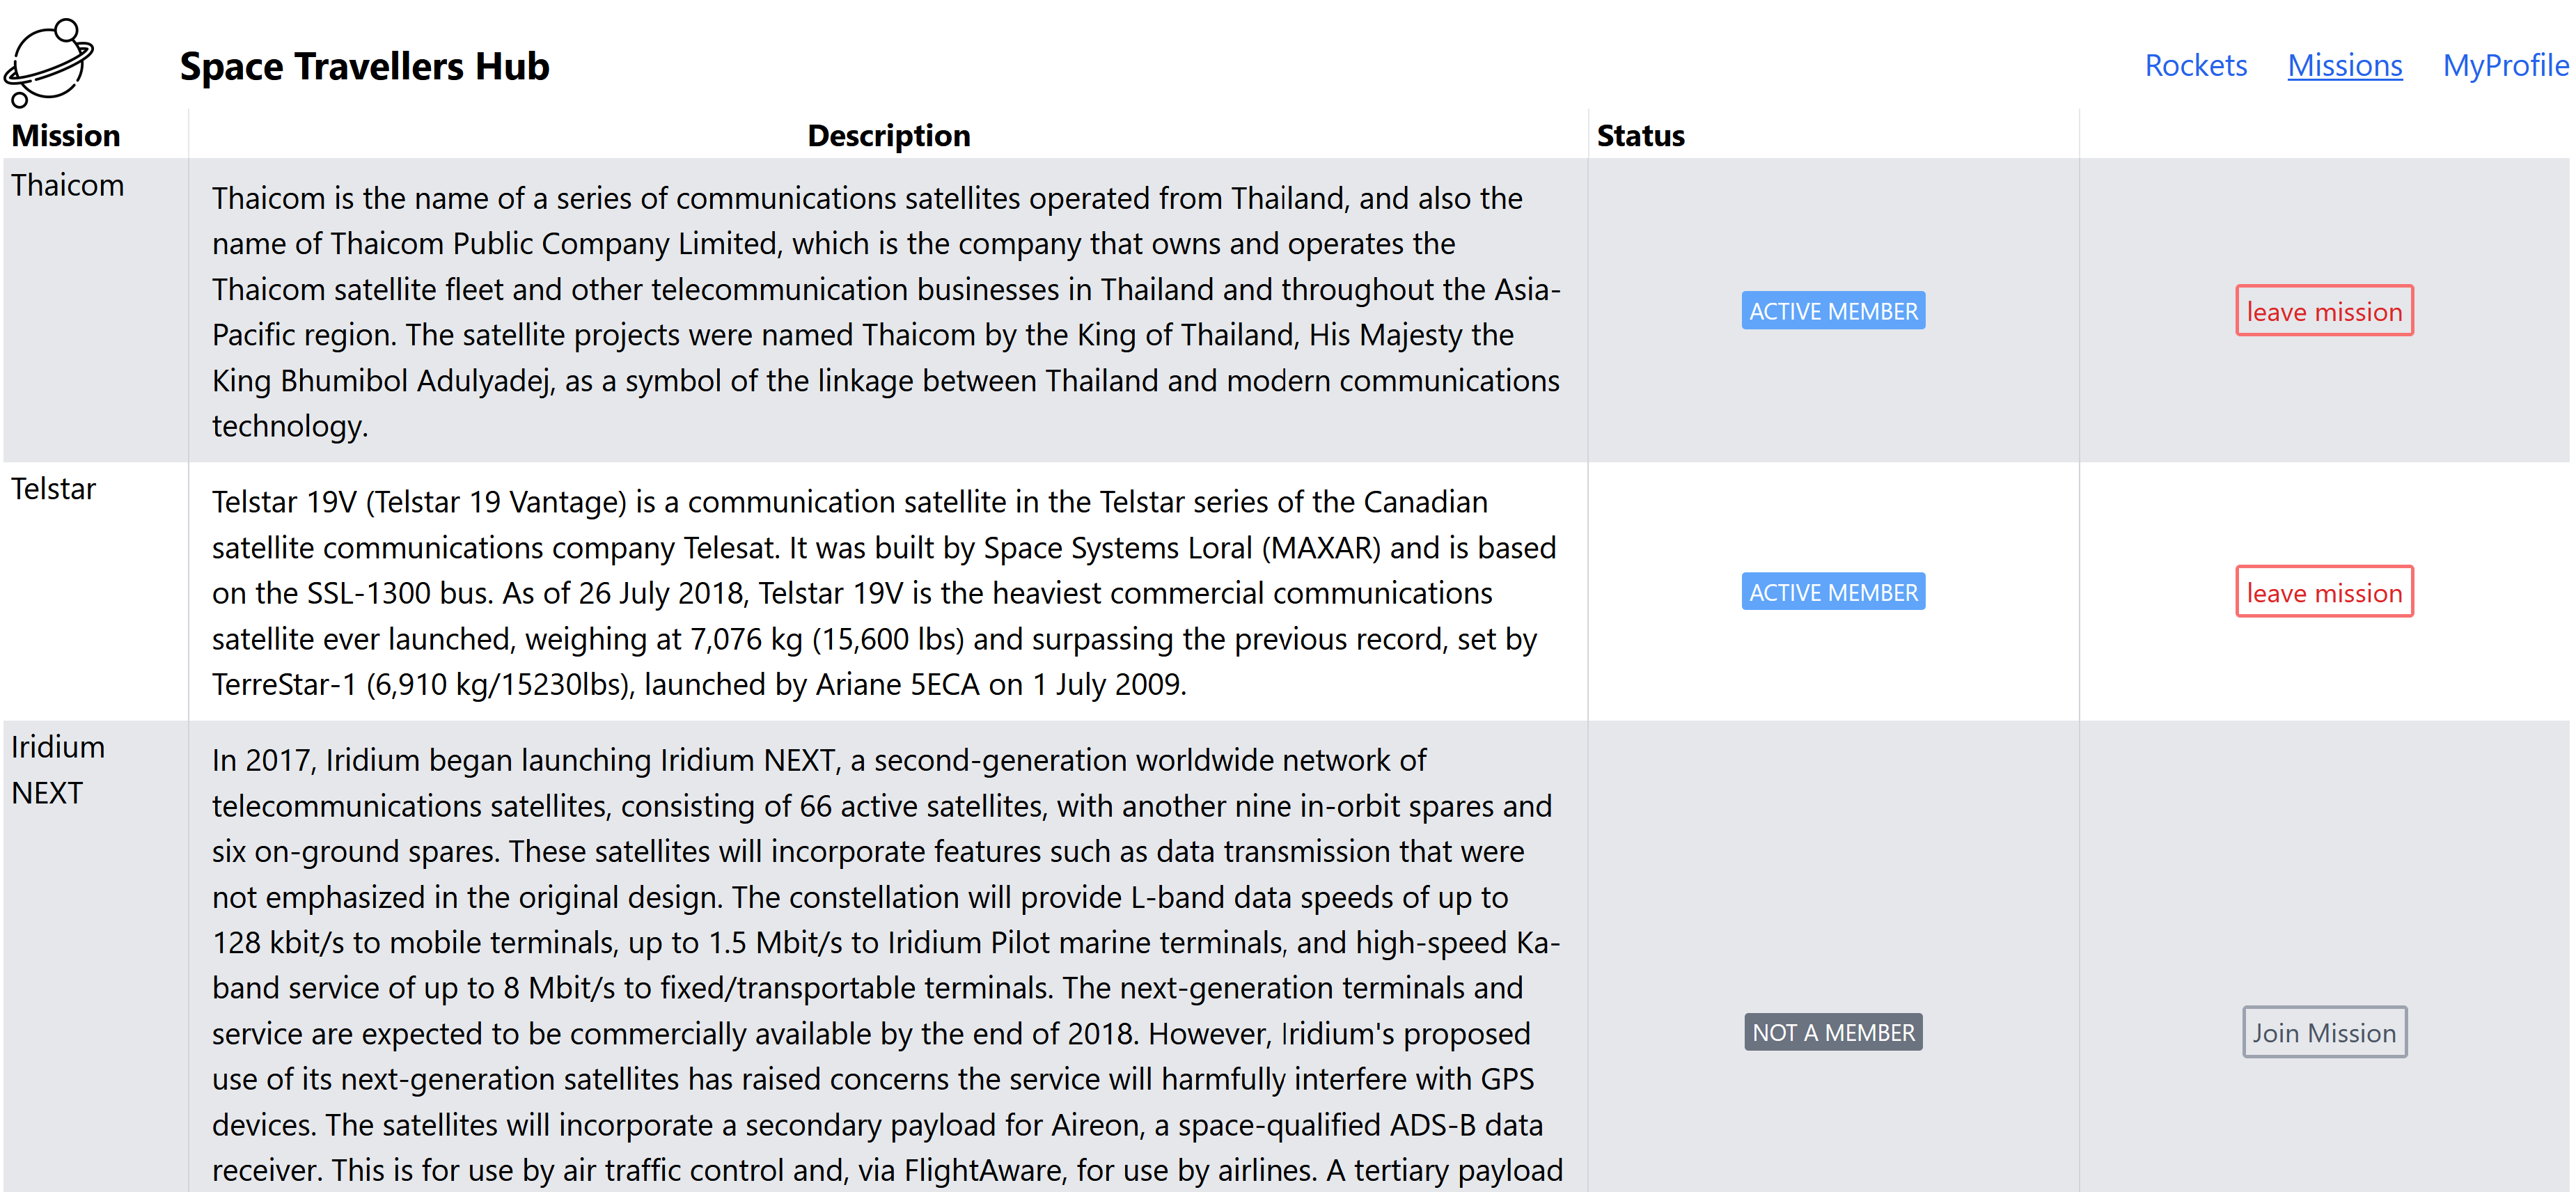 Space Travellers Hub
Rockets Missions MyProfile
Mission Description Status
Thaicom
Thaicom is the name of a series of communications satellites operated from Thailand, and also the
name of Thaicom Public Company Limited, which is the company that owns and operates the
Thaicom satellite fleet and other telecommunication businesses in Thailand and throughout the Asia-
Pacific region. The satellite projects were named Thaicom by the King of Thailand, His Majesty the
King Bhumibol Adulyadej, as a symbol of the linkage between Thailand and modern communications
technology.
ACTIVE MEMBER
leave mission
Telstar
Telstar 19V (Telstar 19 Vantage) is a communication satellite in the Telstar series of the Canadian
satellite communications company Telesat. It was built by Space Systems Loral (MAXAR) and is based
on the SSL-1300 bus. As of 26 July 2018, Telstar 19V is the heaviest commercial communications
satellite ever launched, weighing at 7,076 kg (15,600 lbs) and surpassing the previous record, set by
TerreStar-1 (6,910 kg/15230lbs), launched by Ariane 5ECA on 1 July 2009.
ACTIVE MEMBER
leave mission
Iridium
NEXT
In 2017, Iridium began launching Iridium NEXT, a second-generation worldwide network of
telecommunications satellites, consisting of 66 active satellites, with another nine in-orbit spares and
six on-ground spares. These satellites will incorporate features such as data transmission that were
not emphasized in the original design. The constellation will provide L-band data speeds of up to
128 kbit/s to mobile terminals, up to 1.5 Mbit/s to Iridium Pilot marine terminals, and high-speed Ka-
band service of up to 8 Mbit/s to fixed/transportable terminals. The next-generation terminals and
service are expected to be commercially available by the end of 2018. However, Iridium's proposed
use of its next-generation satellites has raised concerns the service will harmfully interfere with GPS
devices. The satellites will incorporate a secondary payload for Aireon, a space-qualified ADS-B data
receiver. This is for use by air traffic control and, via FlightAware, for use by airlines. A tertiary payload
NOT A MEMBER
Join Mission